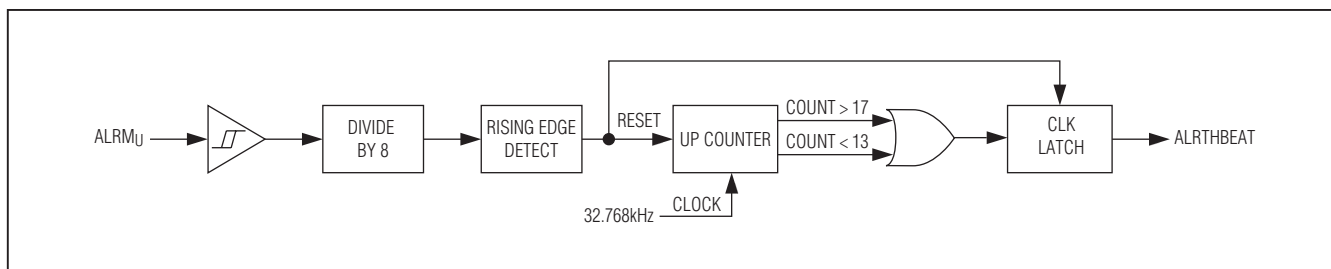 ALRMU
DIVIDE
BY 8
RISING EDGE
DETECT
RESET
UP COUNTER
COUNT > 17
COUNT < 13
CLK
LATCH
ALRTHBEAT
32.768kHz
CLOCK